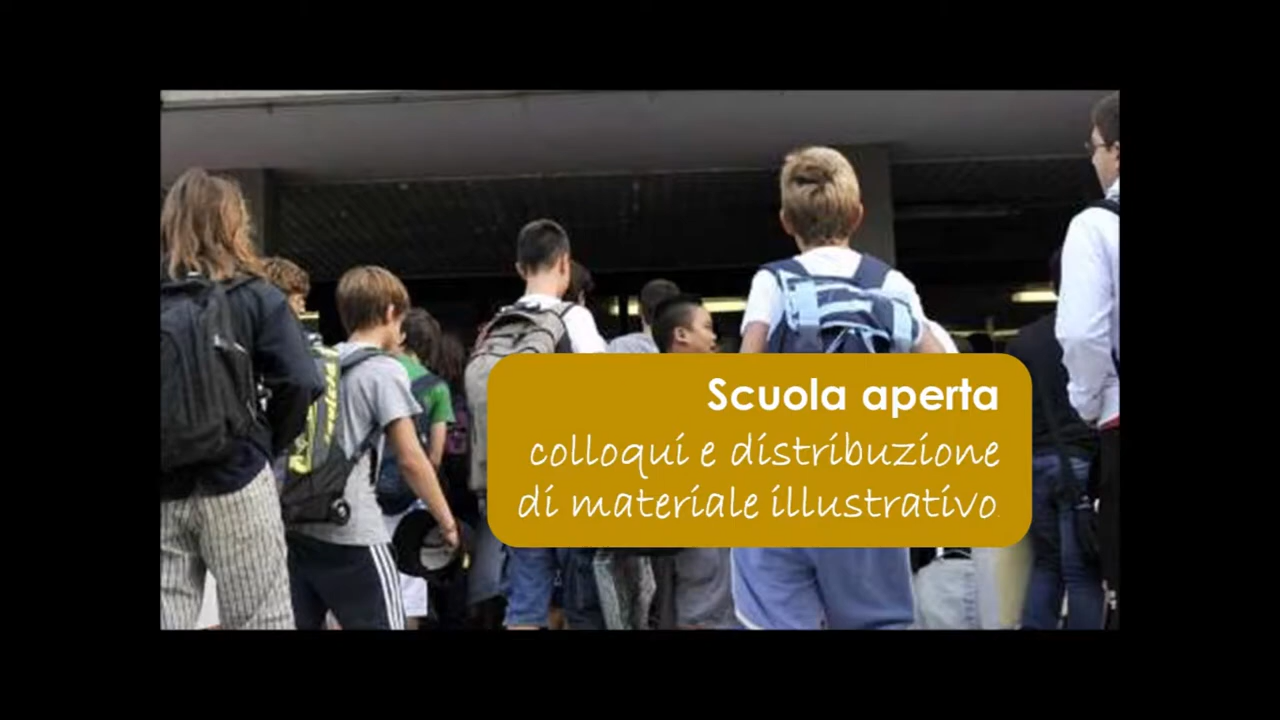 Scuola aperta
colloqui e distribuzione
di materiale illustrativo.